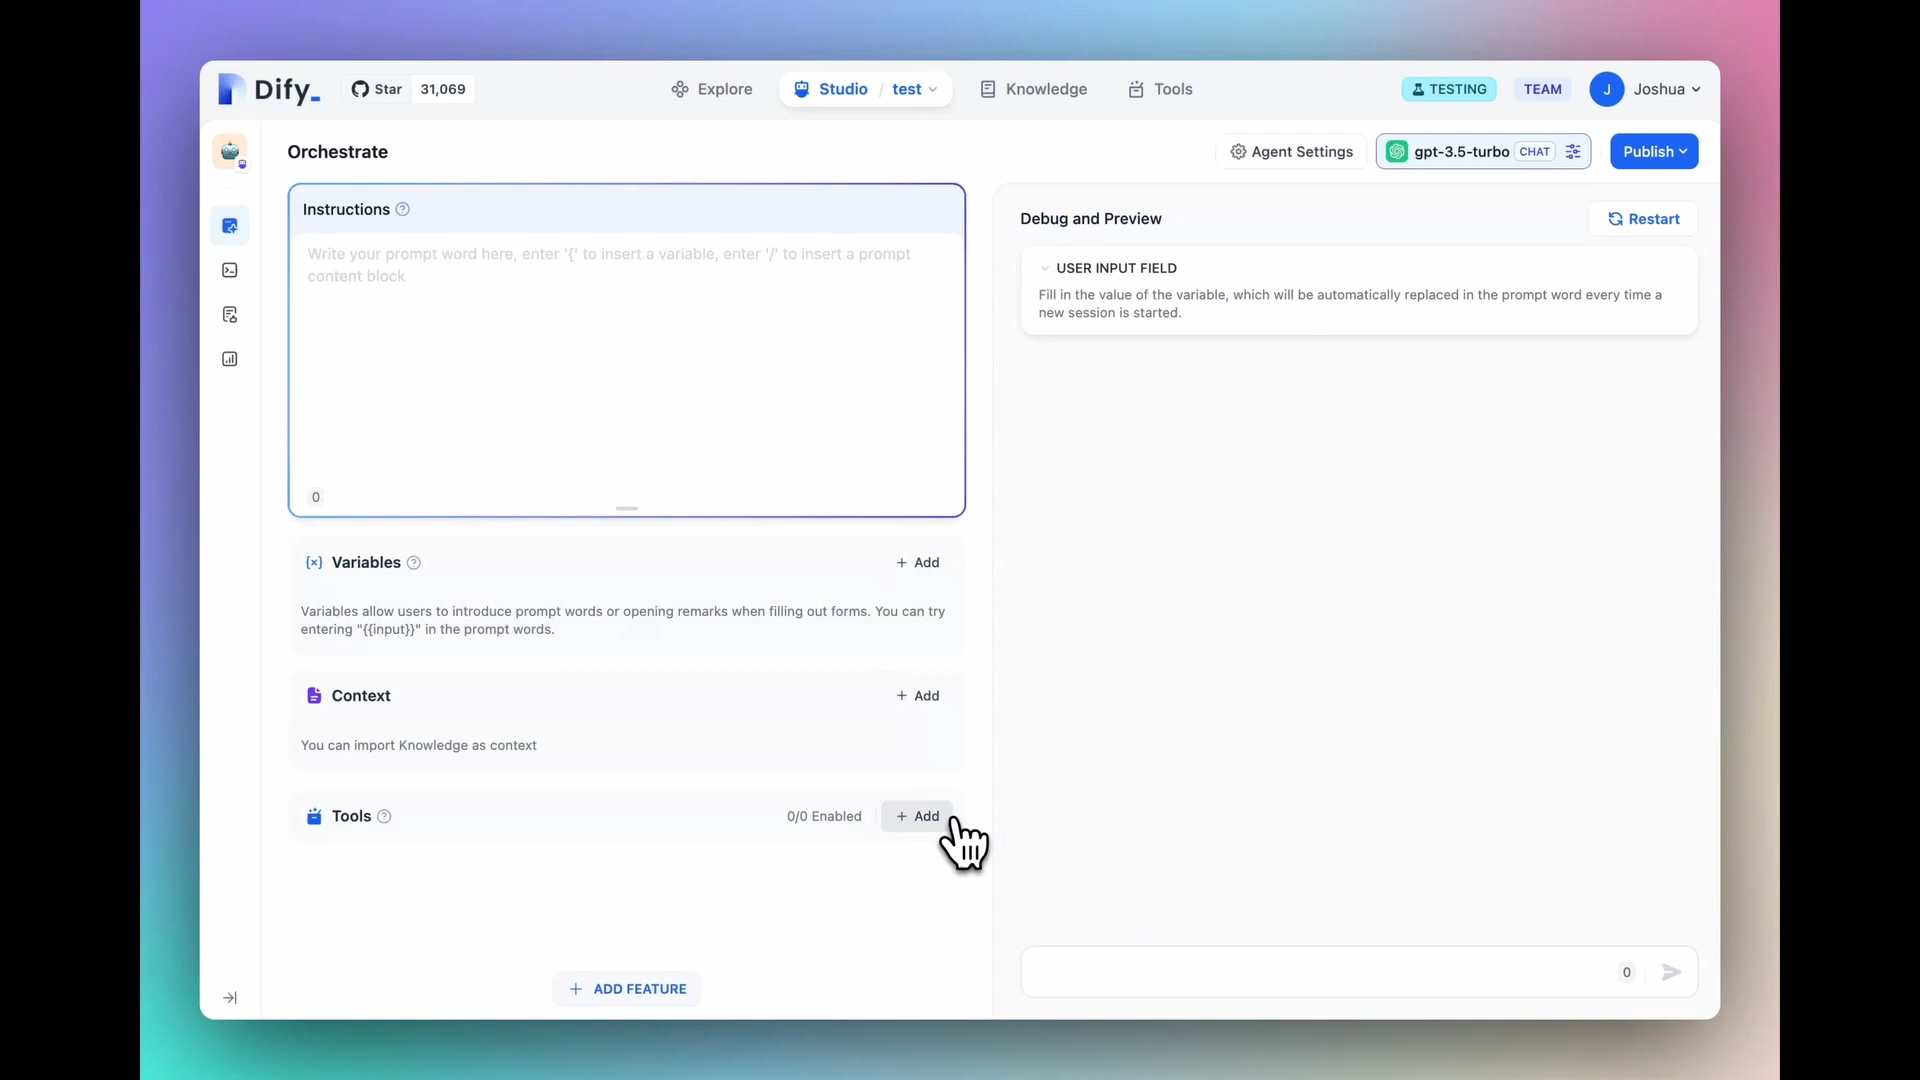 Dify_
Star 31,069
Explore
Studio / test
Knowledge
Tools
TESTING
TEAM
J Joshua
Orchestrate
Agent Settings
gpt-3.5-turbo CHAT
Publish
Instructions
Write your prompt word here, enter '{' to insert a variable, enter '/' to insert a prompt
content block
0
Variables
+ Add
Variables allow users to introduce prompt words or opening remarks when filling out forms. You can try
entering "{{input}}" in the prompt words.
Context
+ Add
You can import Knowledge as context
Tools
0/0 Enabled
+ Add
+ ADD FEATURE
Debug and Preview
Restart
USER INPUT FIELD
Fill in the value of the variable, which will be automatically replaced in the prompt word every time a
new session is started.
0